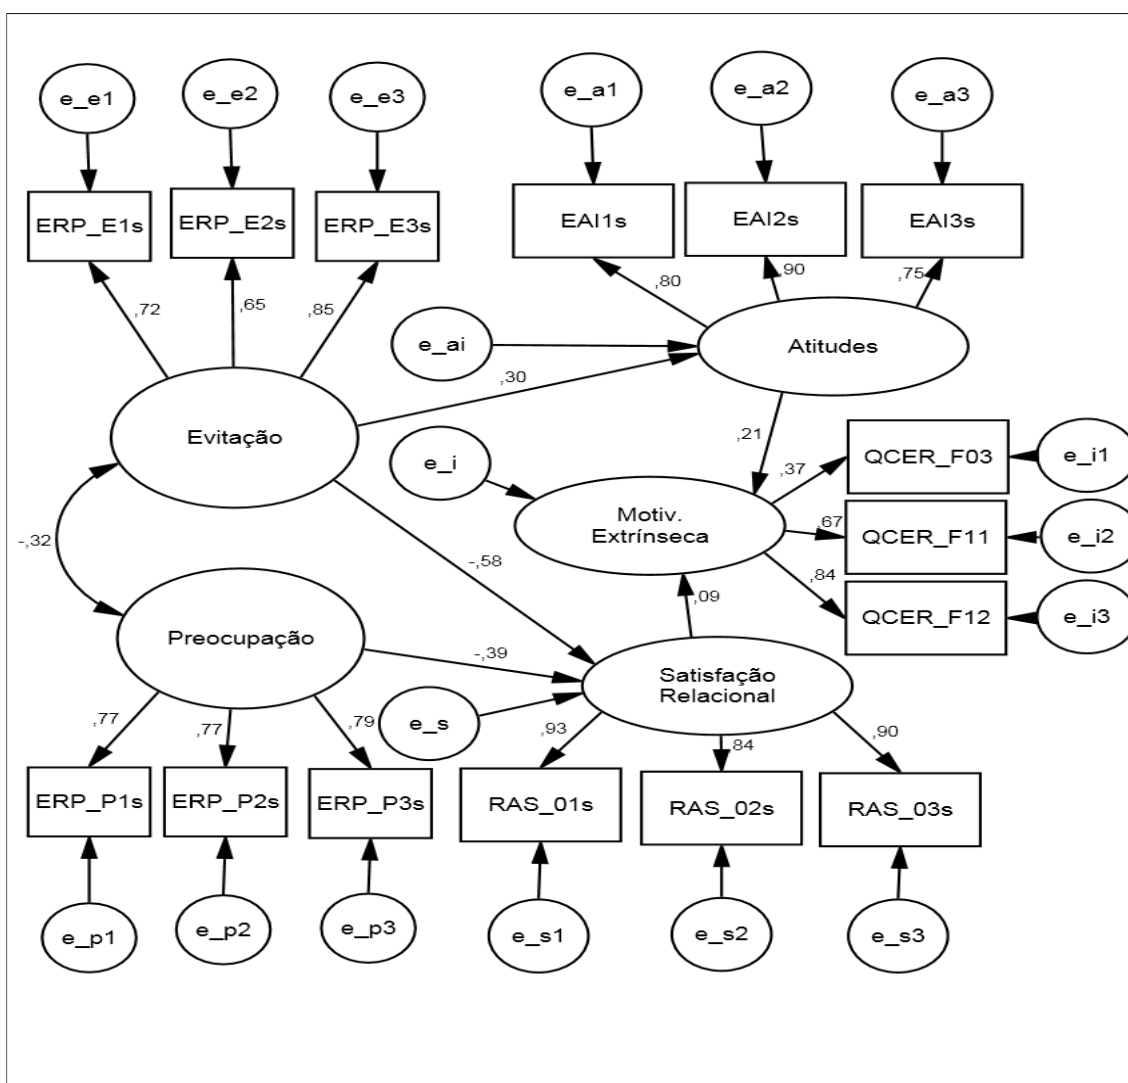 e_e1
e_e2
e_e3
e_a1
e_a2
e_a3
ERP_E1s
ERP_E2s
ERP_E3s
EAI1s
EAI2s
EAI3s
,72
,65
,85
,80
,90
,75
e_ai
Atitudes
,30
Evitação
,21
e_i
,37
QCER_F03
e_i1
Motiv.
Extrínseca
,67
QCER_F11
e_i2
-,32
-,58
,84
,09
QCER_F12
e_i3
Preocupação
-,39
Satisfação
Relacional
e_s
,77
,77
,79
,93
84
,90
ERP_P1s
ERP_P2s
ERP_P3s
RAS_01s
RAS_02s
RAS_03s
e_p1
e_p2
e_p3
e_s1
e_s2
e_s3